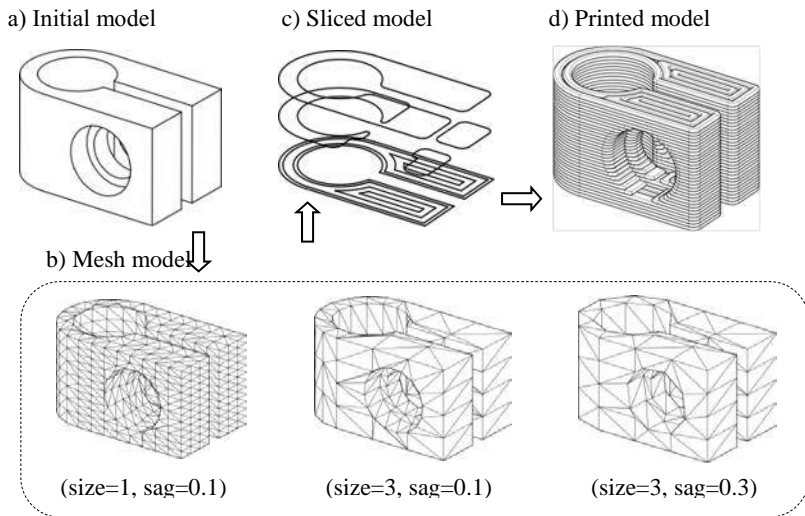 a) Initial model
c) Sliced model
d) Printed model
b) Mesh model
(size=1, sag=0.1)
(size=3, sag=0.1)
(size=3, sag=0.3)